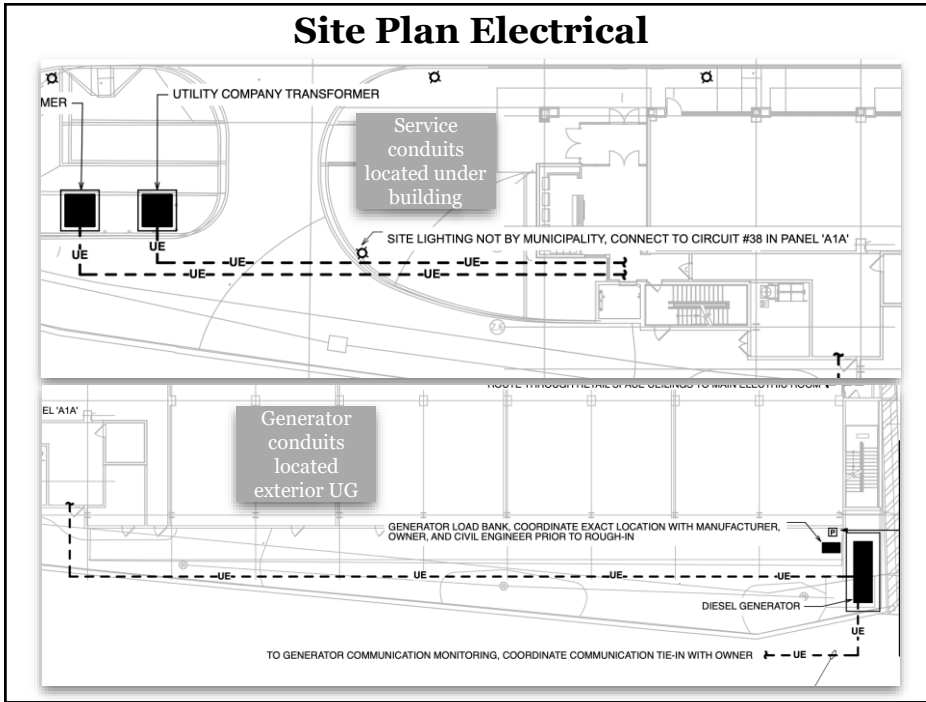 Site Plan Electrical
MER
UTILITY COMPANY TRANSFORMER
Service
conduits
located under
building
SITE LIGHTING NOT BY MUNICIPALITY, CONNECT TO CIRCUIT #38 IN PANEL 'A1A'
UE
UE
UE
UE
UE
UE
2.6
ROUTE THROUGH RETAIL SPACE CEILINGS TO MAIN ELECTRIC ROOM
EL 'A1A'
Generator
conduits
located
exterior UG
GENERATOR LOAD BANK, COORDINATE EXACT LOCATION WITH MANUFACTURER,
OWNER, AND CIVIL ENGINEER PRIOR TO ROUGH-IN
P
UE
UE
UE
UE
UE
DIESEL GENERATOR
UE
TO GENERATOR COMMUNICATION MONITORING, COORDINATE COMMUNICATION TIE-IN WITH OWNER
UE